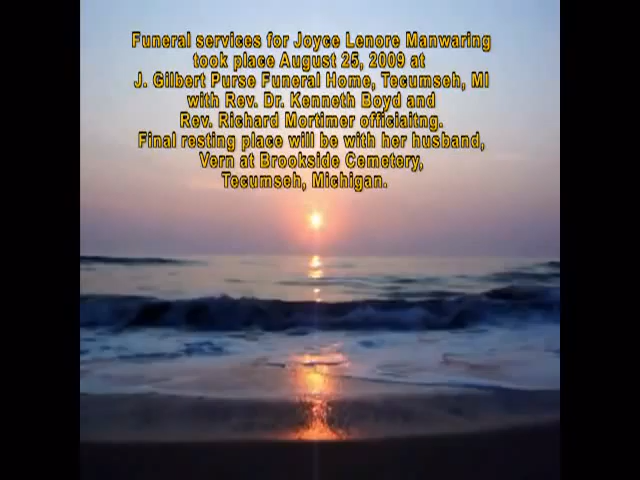 Funeral services for Joyce Lenore Manwaring
took place August 25, 2009 at
J. Gilbert Purse Funeral Home, Tecumseh, MI
with Rev. Dr. Kenneth Boyd and
Rev. Richard Mortimer officiaitng.
Final resting place will be with her husband,
Vern at Brookside Cemetery,
Tecumseh, Michigan.